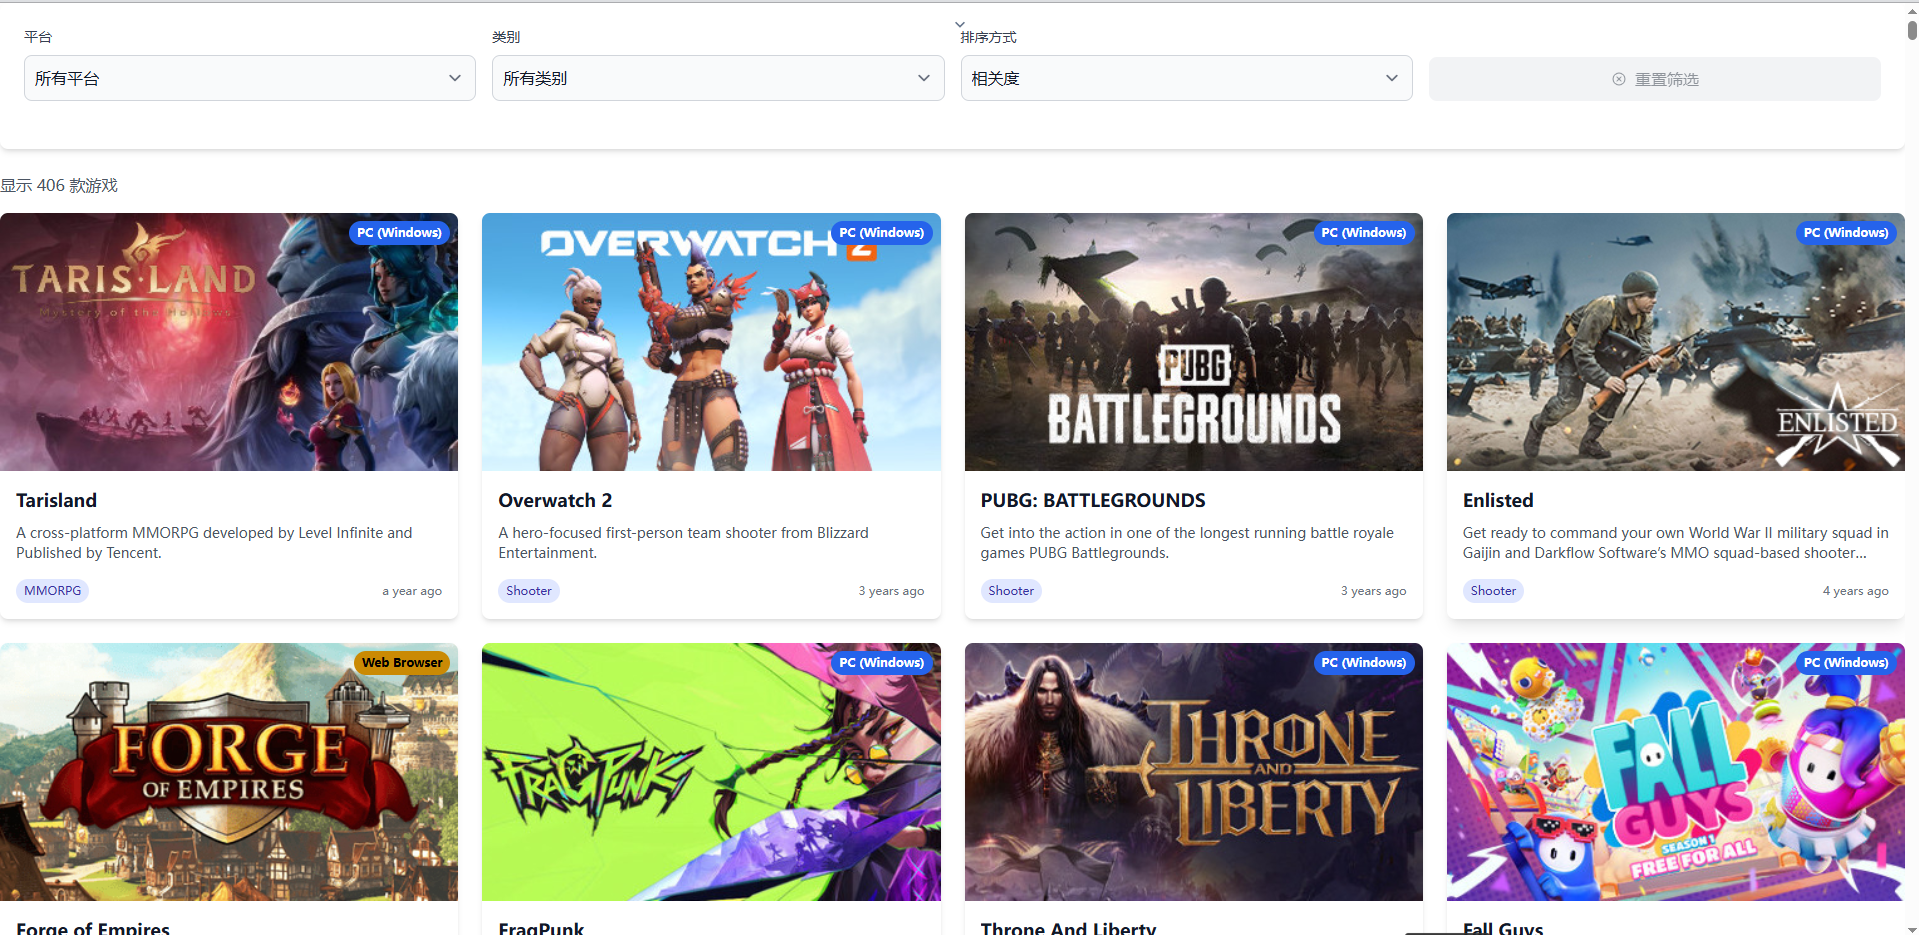 平台
类别
排序方式
所有平台
所有类别
相关度
重置筛选
显示 406 款游戏
PC (Windows)
TARIS·LAND
Mystery of the Hollows
PC (Windows)
OVERWATCH 2
PC (Windows)
PUBG
BATTLEGROUNDS
PC (Windows)
ENLISTED
Tarisland
A cross-platform MMORPG developed by Level Infinite and
Published by Tencent.
MMORPG
a year ago
Overwatch 2
A hero-focused first-person team shooter from Blizzard
Entertainment.
Shooter
3 years ago
PUBG: BATTLEGROUNDS
Get into the action in one of the longest running battle royale
games PUBG Battlegrounds.
Shooter
3 years ago
Enlisted
Get ready to command your own World War II military squad in
Gaijin and Darkflow Software's MMO squad-based shooter...
Shooter
4 years ago
Web Browser
FORGE
OF EMPIRES
PC (Windows)
FRAGPUNK
PC (Windows)
THRONE
AND
LIBERTY
PC (Windows)
FALL
GUYS
SEASON 1
FREE FOR ALL
Forge of Empires
FragPunk
Throne And Liberty
Fall Guys